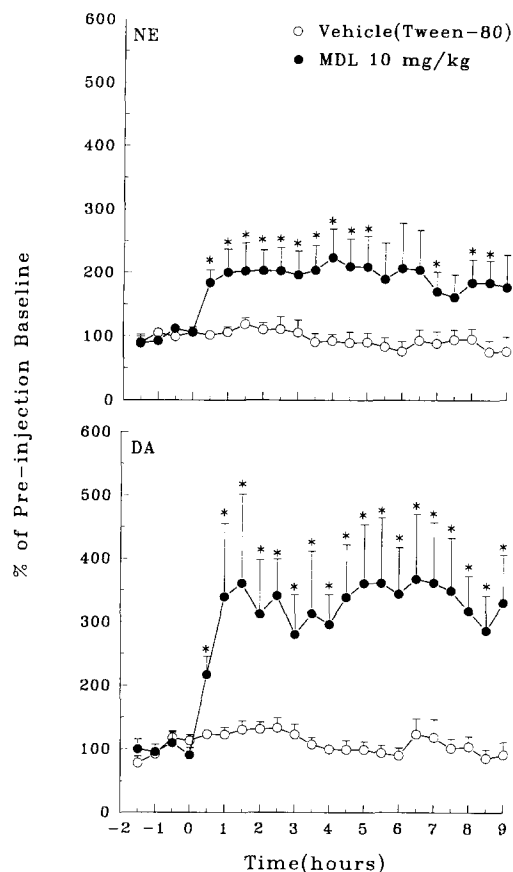 600
NE
○ Vehicle(Tween-80)
● MDL 10 mg/kg
500
400
300
200
100
0
* * * * * * * * * * * * *
% of Pre-injection Baseline
600
DA
500
400
300
200
100
0
* * * * * * * * * * * * * * * * * *
-2 -1 0 1 2 3 4 5 6 7 8 9
Time(hours)